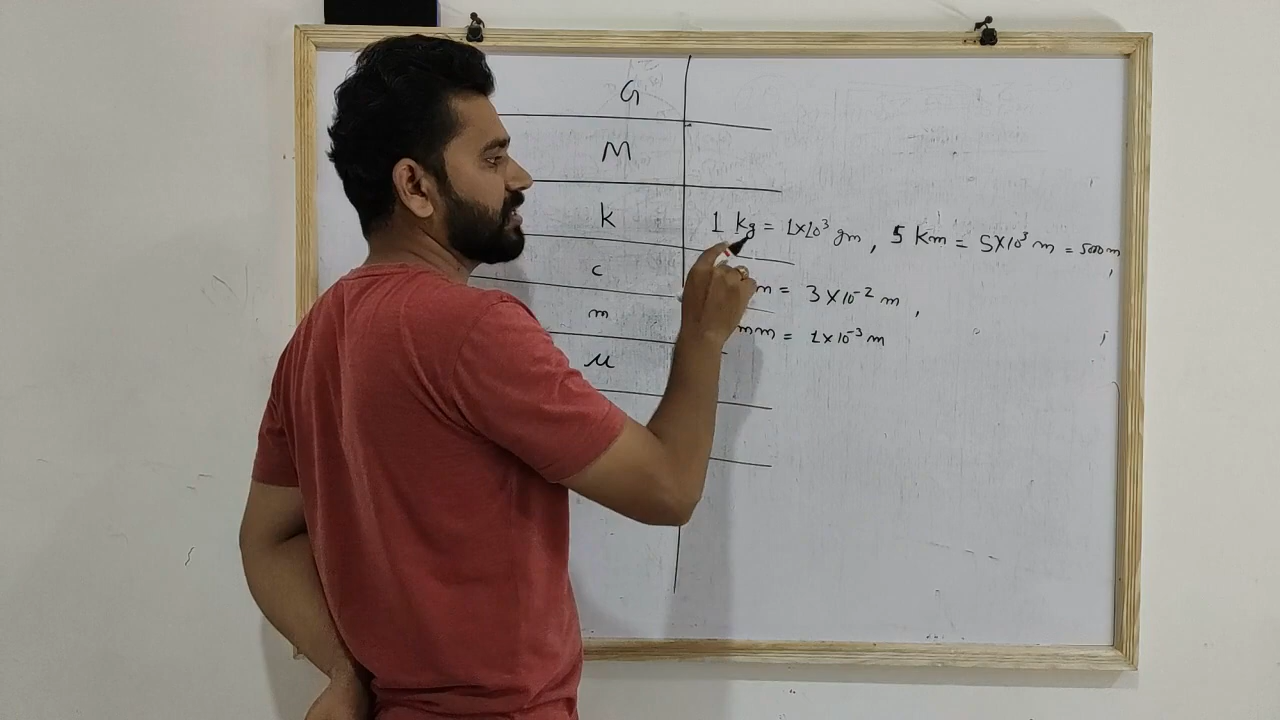 G
M
k 1 kg = 1×10³ gm, 5 km = 5×10³ m = 5000 m,
c = 3×10⁻² m,
m mm = 1×10⁻³ m
μ